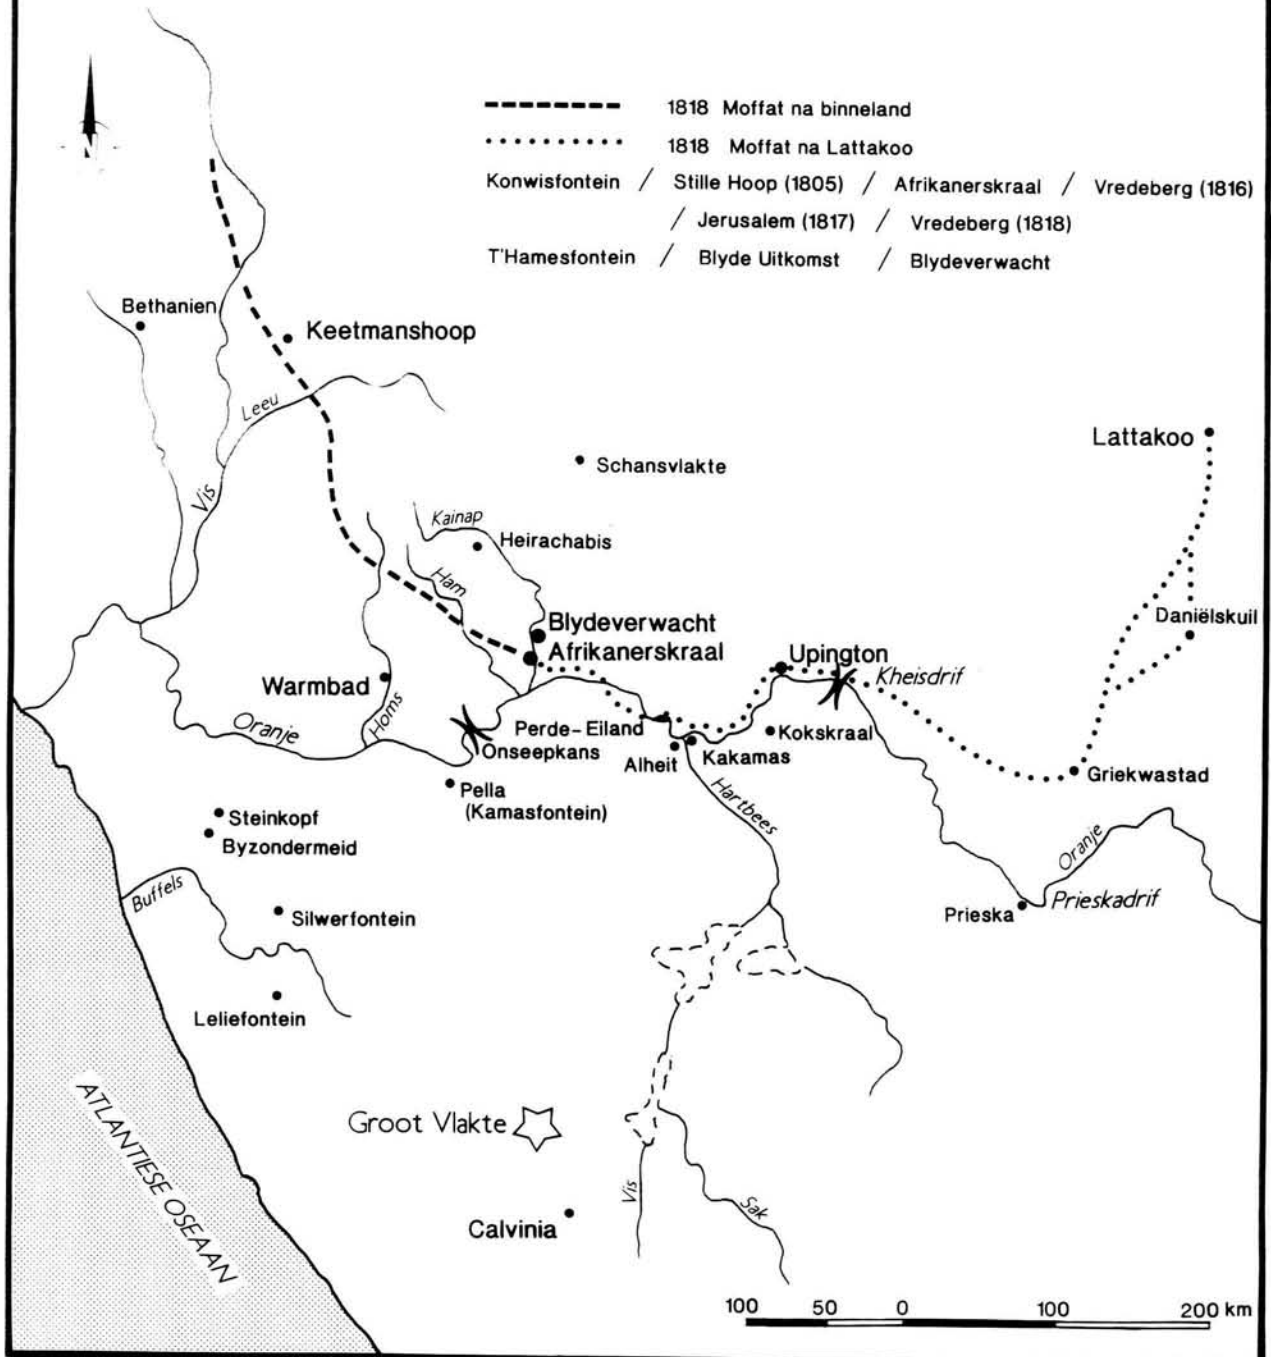 1818 Moffat na binneland
1818 Moffat na Lattakoo
Konwisfontein / Stille Hoop (1805) / Afrikanerskraal / Vredeberg (1816)
/ Jerusalem (1817) / Vredeberg (1818)
T'Hamesfontein / Blyde Uitkomst / Blydeverwacht
Bethanien
Keetmanshoop
Leeu
Lattakoo
Schansvlakte
Vis
Kainap
Heirachabis
Ham
Blydeverwacht
Daniëlskuil
Afrikanerskraal
Upington
Kheisdrif
Warmbad
Homs
Oranje
Perde-Eiland
Onseepkans
Kokskraal
Alheit
Kakamas
Griekwastad
Pella
(Kamasfontein)
Hartbees
Steinkopf
Byzondermeid
Oranje
Buffels
Silwerfontein
Prieska
Prieskadrif
Leliefontein
Groot Vlakte
ATLANTIESE OSEAAN
Vis
Sak
Calvinia
100 50 0 100 200 km